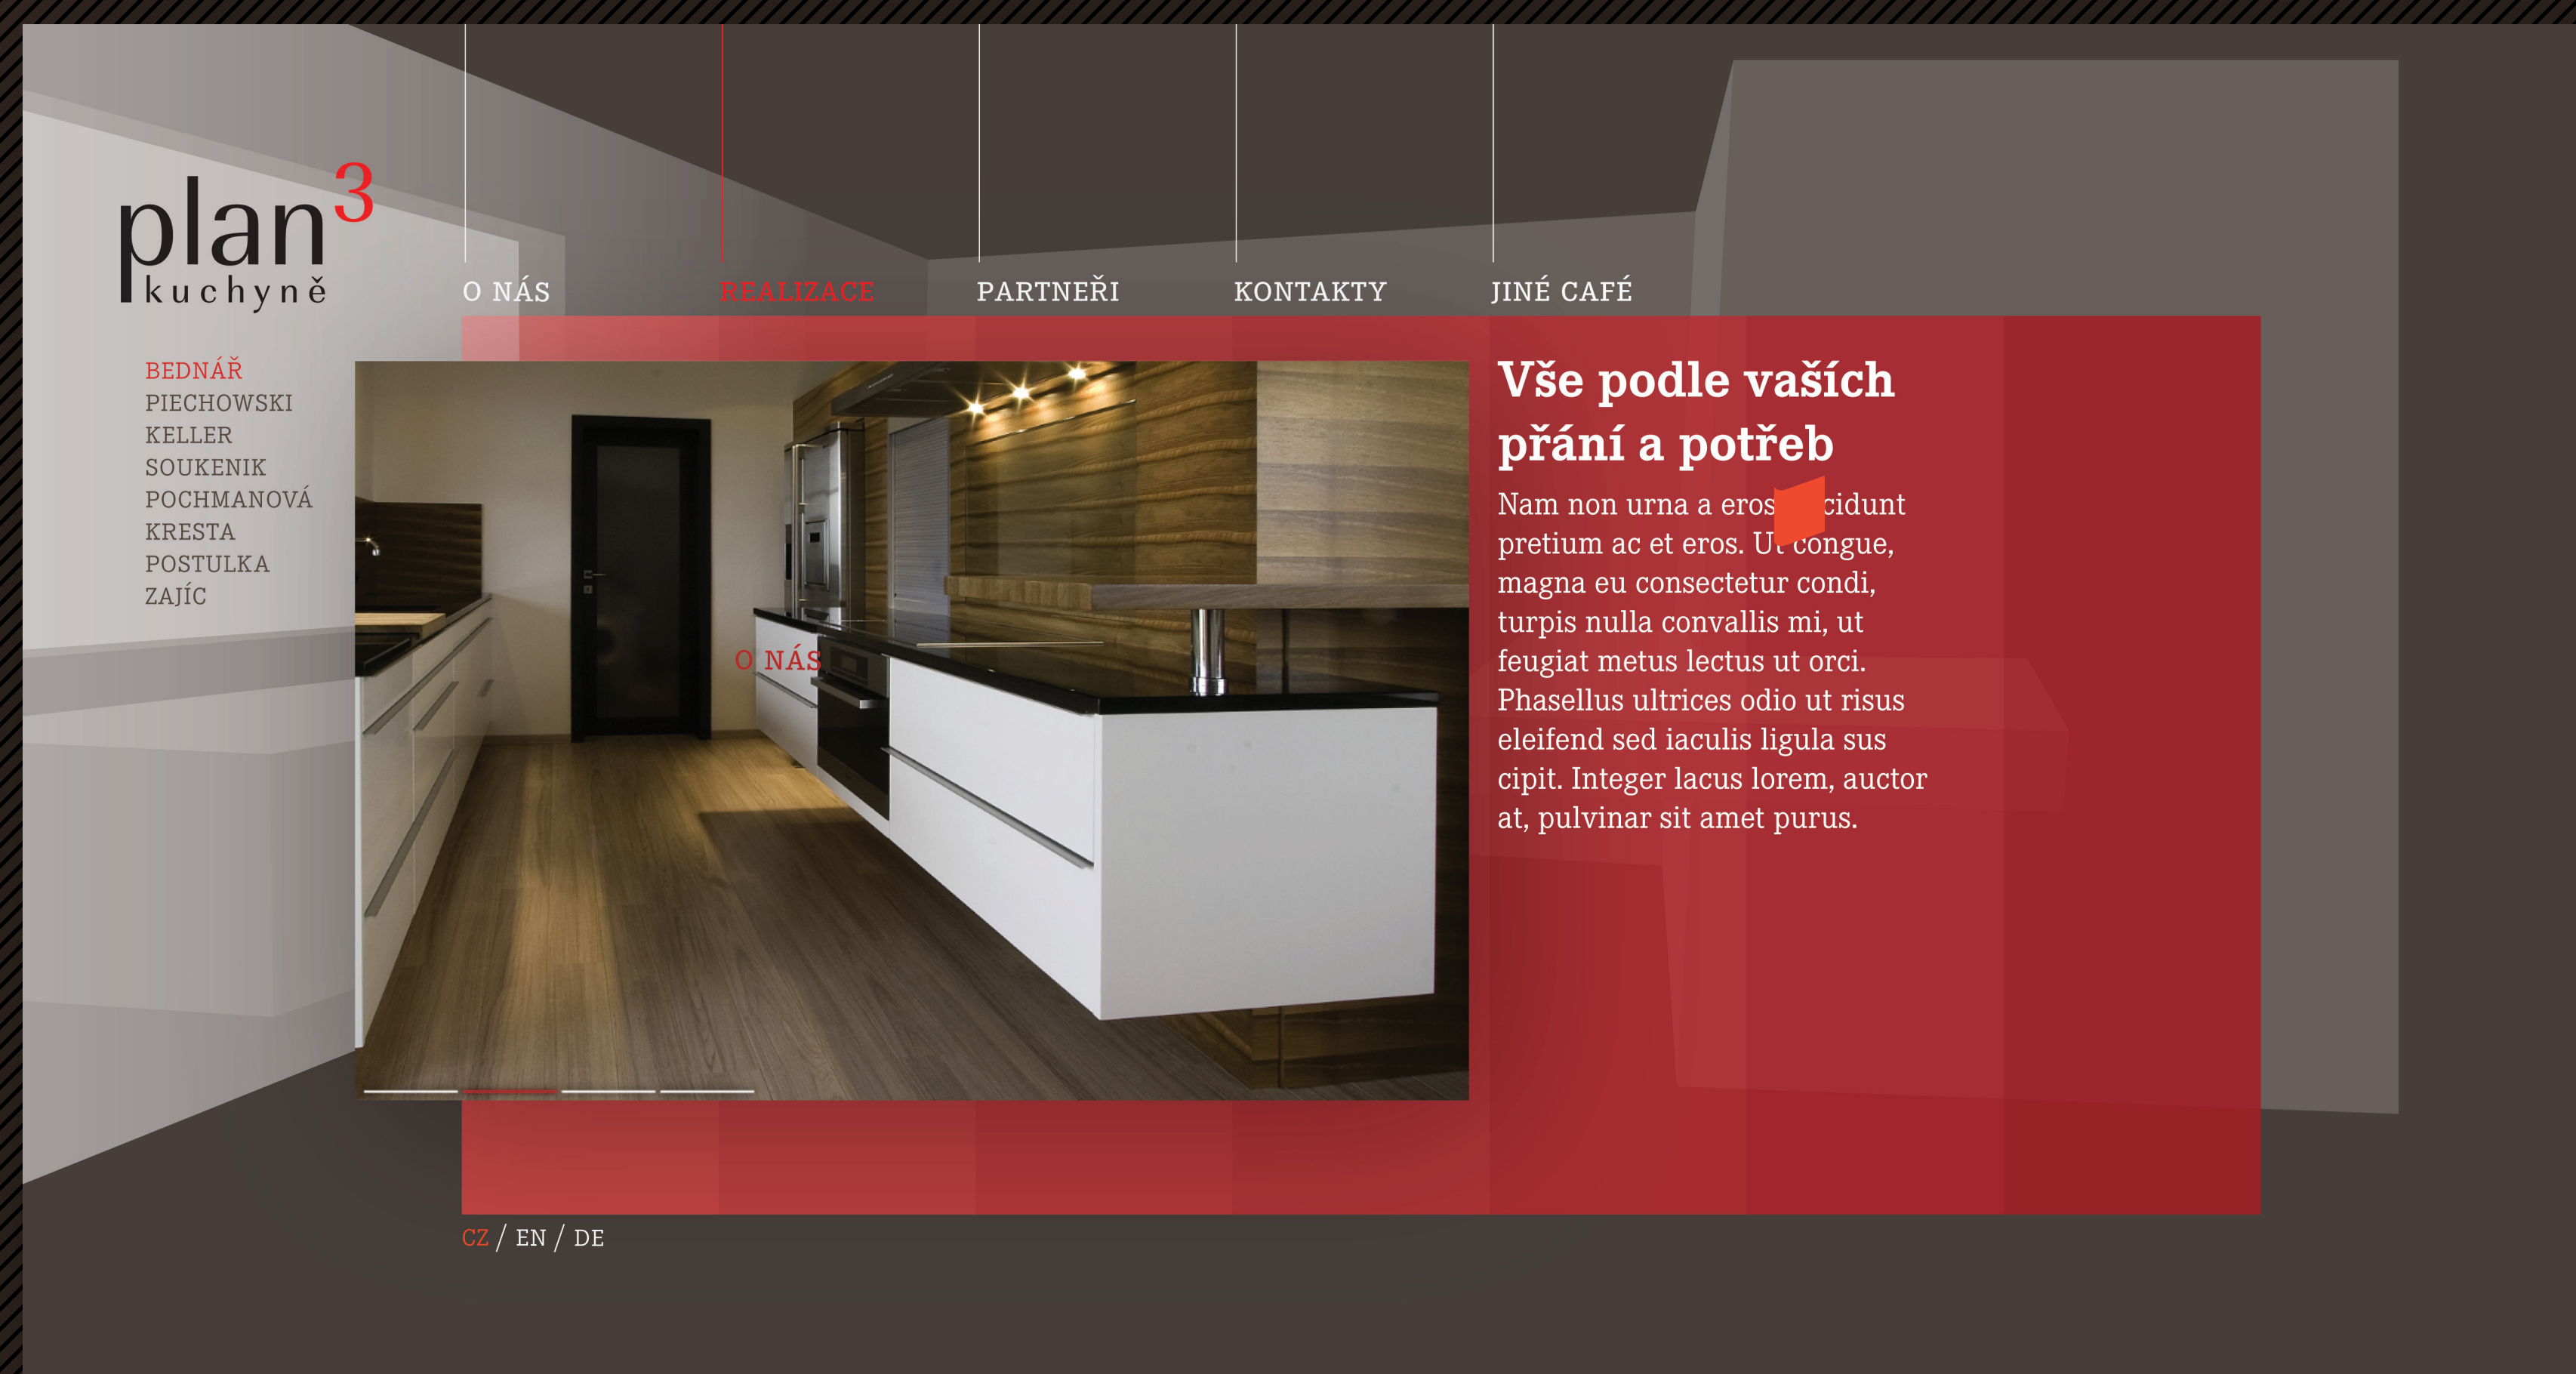 plan³
kuchyně
O NÁS
REALIZACE
PARTNEŘI
KONTAKTY
JINÉ CAFÉ
BEDNÁŘ
PIECHOWSKI
KELLER
SOUKENIK
POCHMANOVÁ
KRESTA
POSTULKA
ZAJÍC
O NÁS
Vše podle vaších
přání a potřeb
Nam non urna a eros cidunt
pretium ac et eros. Ut congue,
magna eu consectetur condi,
turpis nulla convallis mi, ut
feugiat metus lectus ut orci.
Phasellus ultrices odio ut risus
eleifend sed iaculis ligula sus
cipit. Integer lacus lorem, auctor
at, pulvinar sit amet purus.
CZ / EN / DE